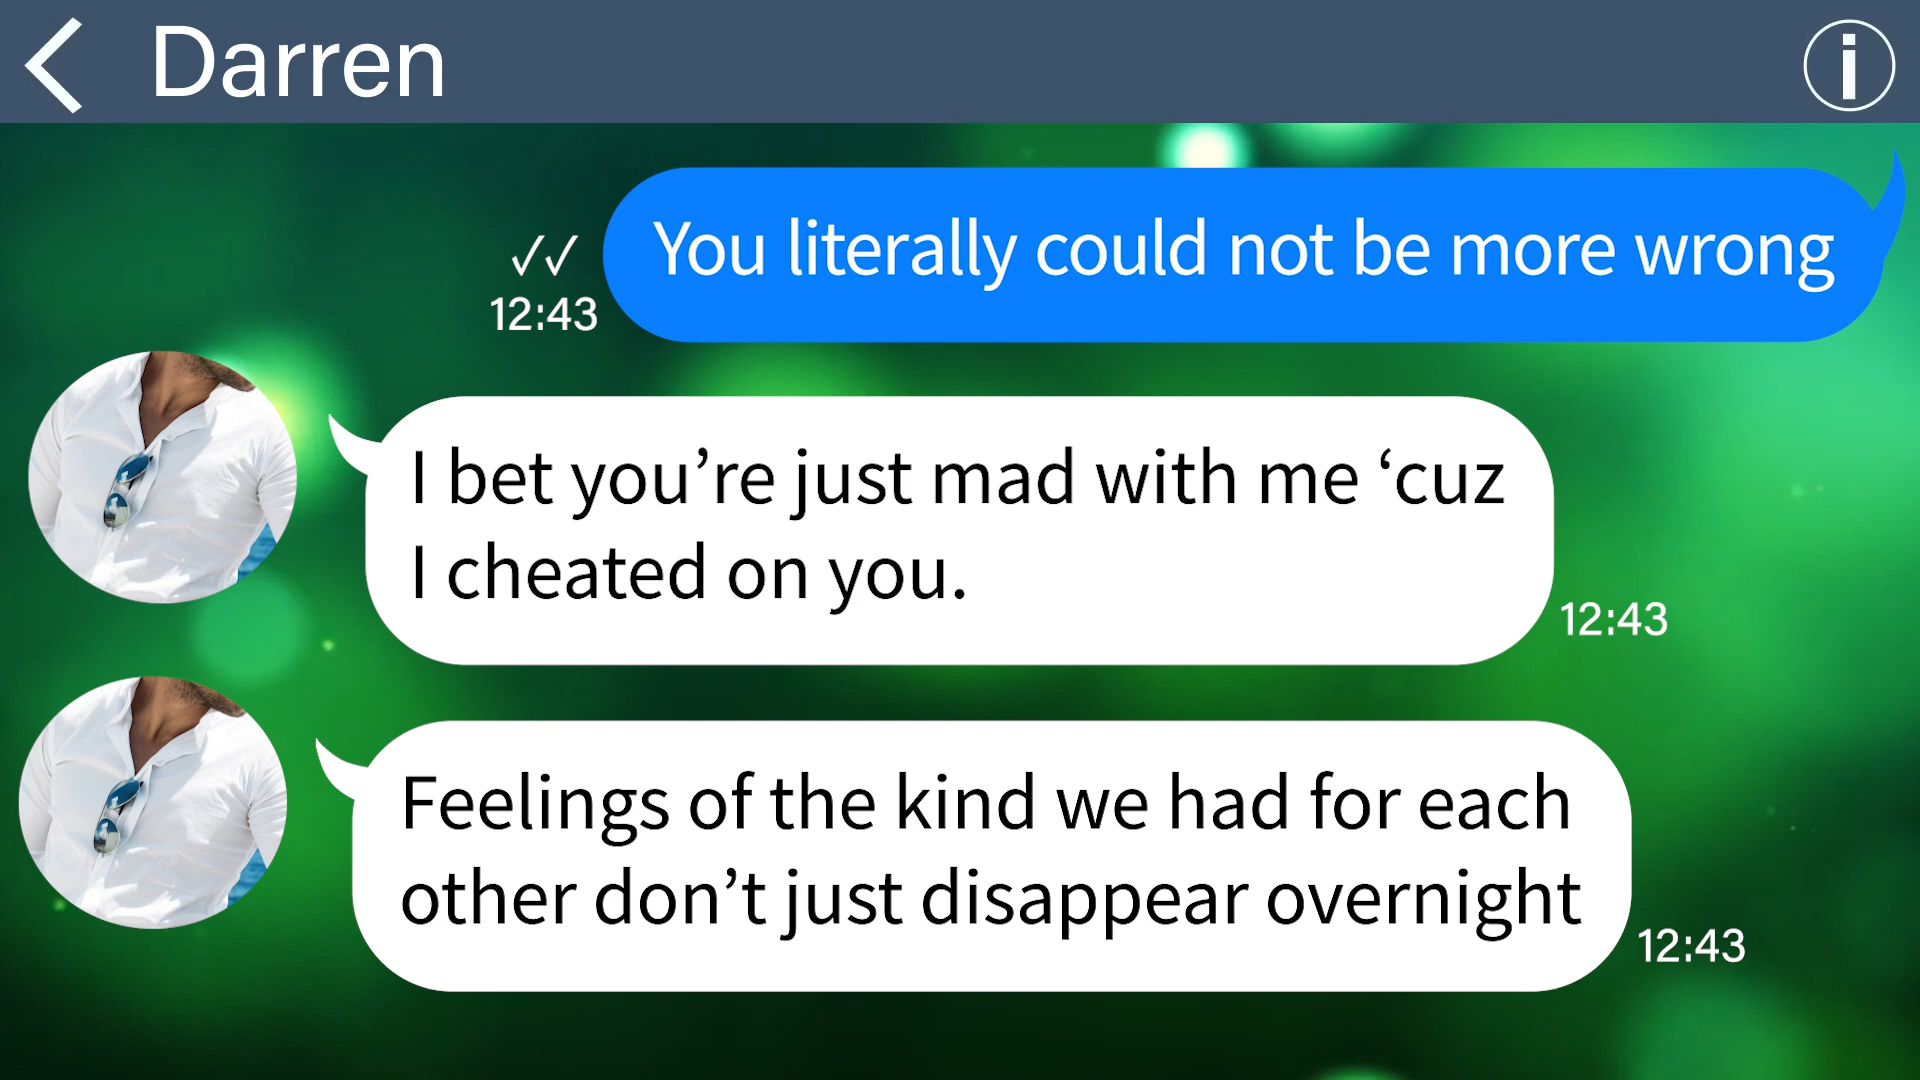 Darren
You literally could not be more wrong
✓✓
12:43
I bet you’re just mad with me ‘cuz
I cheated on you.
12:43
Feelings of the kind we had for each
other don’t just disappear overnight
12:43